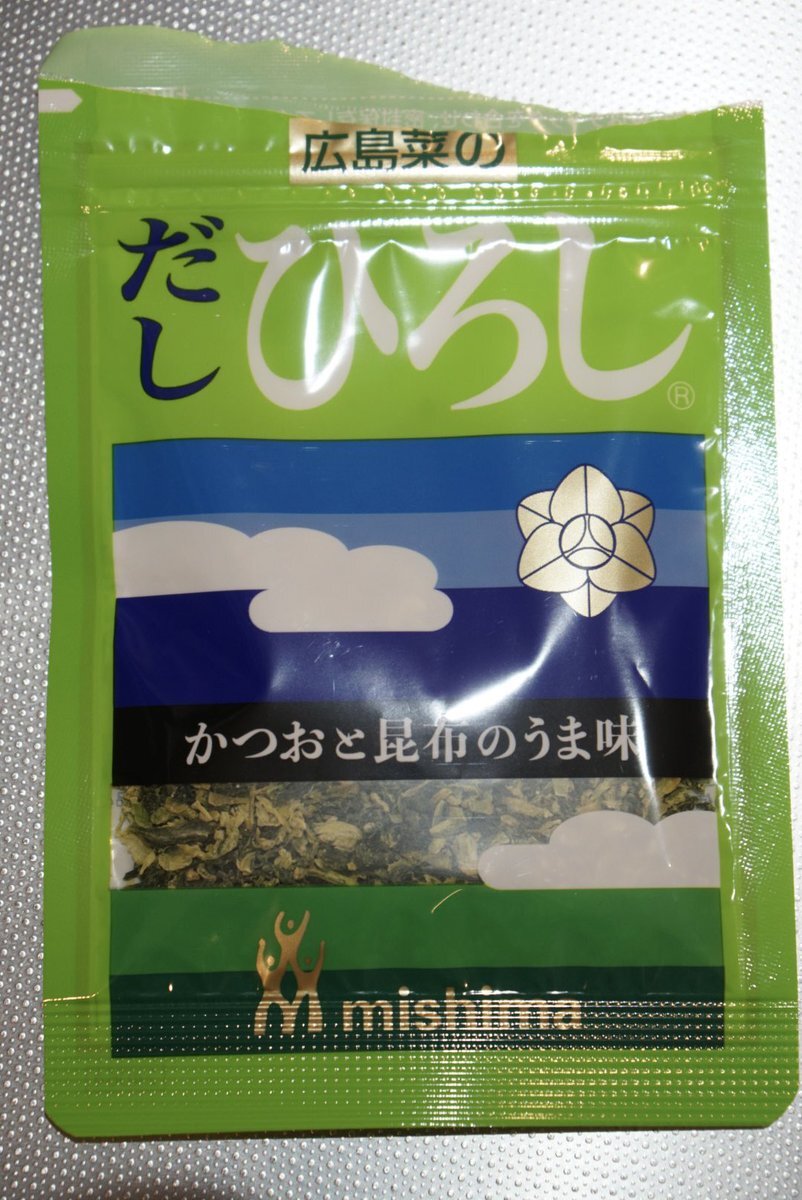 広島菜の
だし
ひろし®
かつおと昆布のうま味
mishima